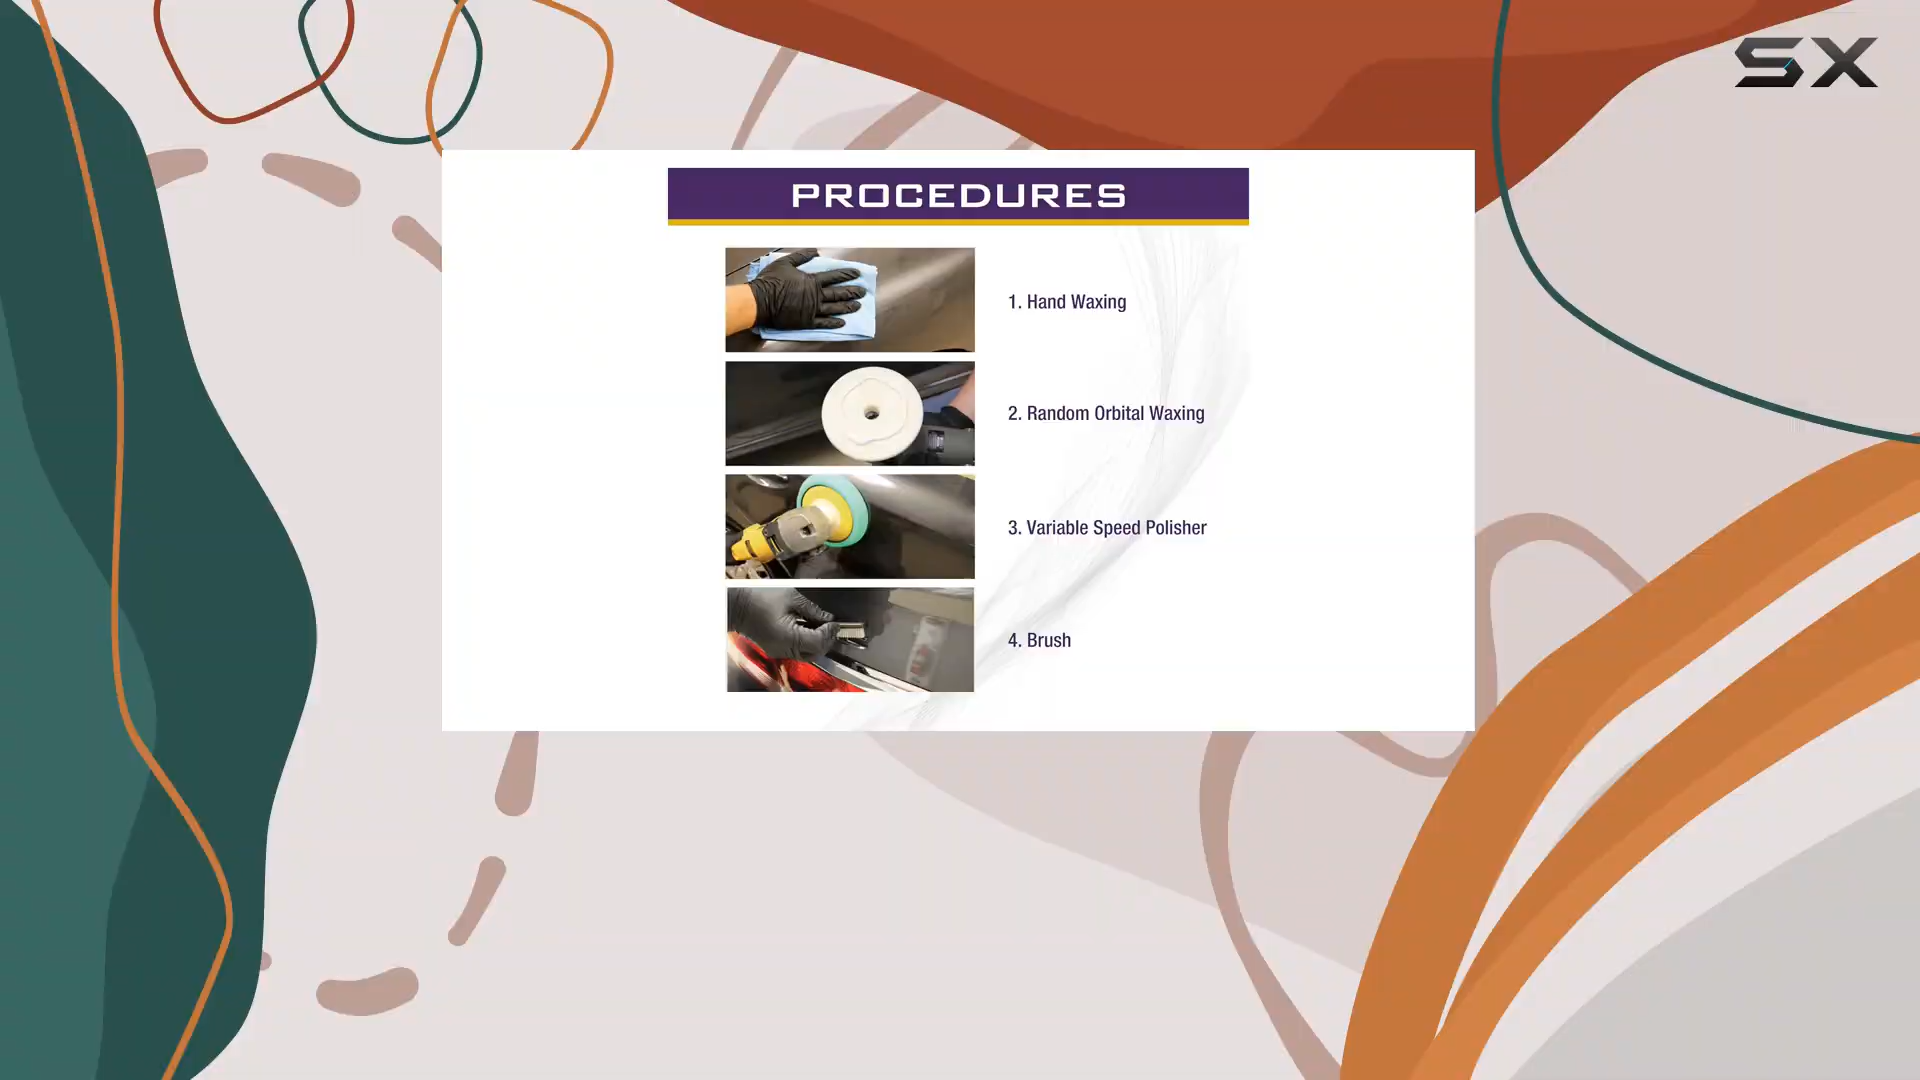 SX
PROCEDURES
1. Hand Waxing
2. Random Orbital Waxing
3. Variable Speed Polisher
4. Brush